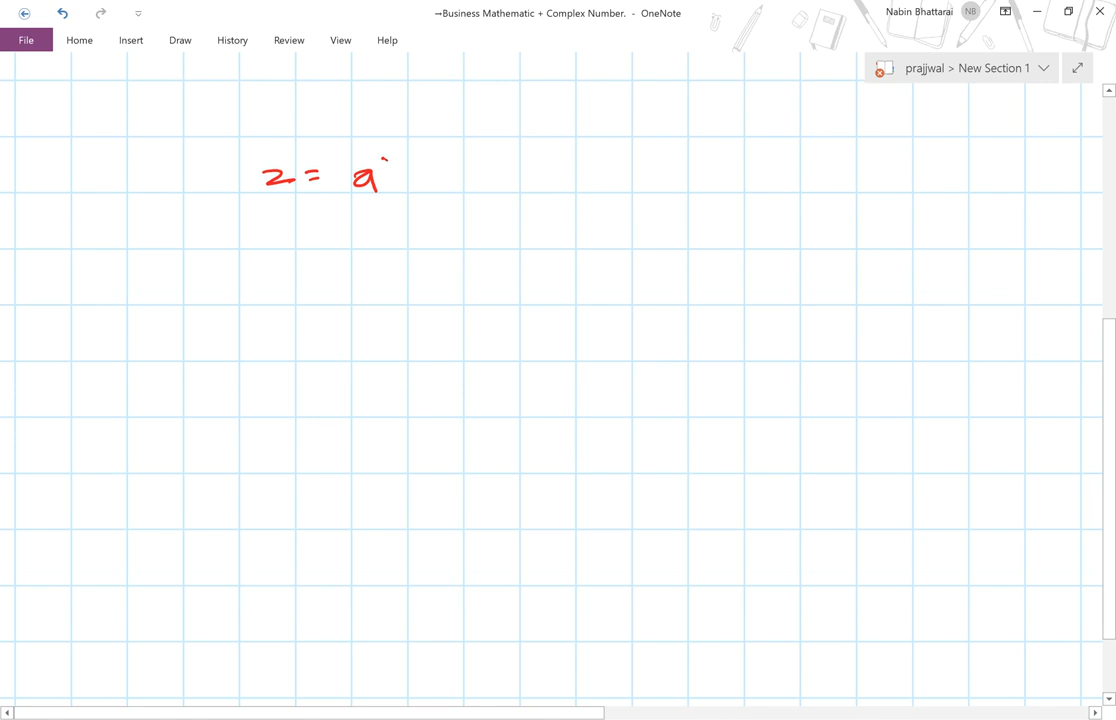 →Business Mathematic + Complex Number. - OneNote
Nabin Bhattarai NB
File Home Insert Draw History Review View Help
prajjwal > New Section 1
z = a